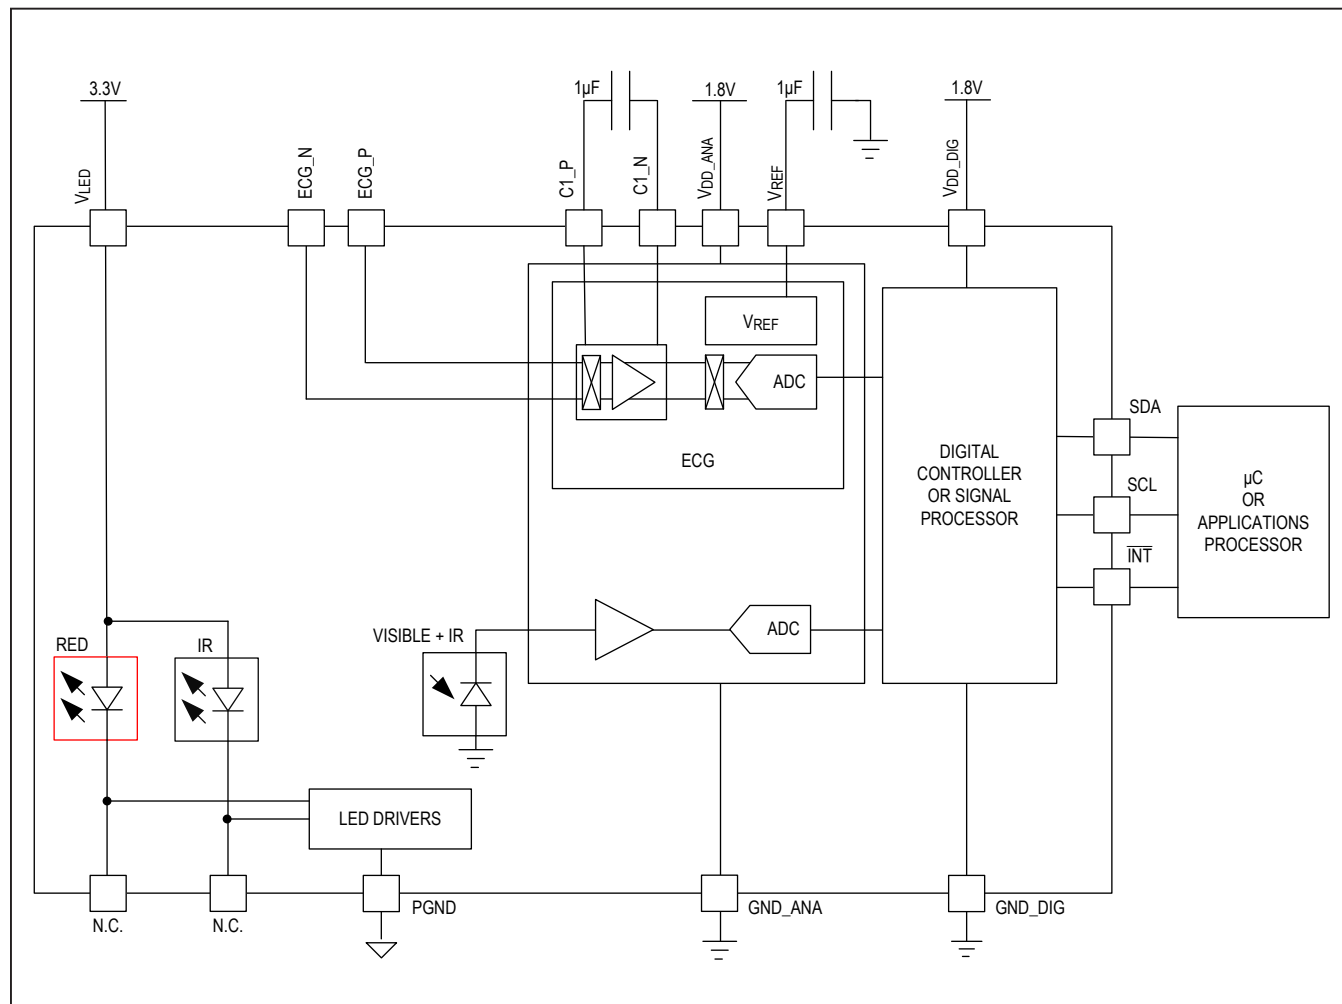 3.3V
1µF
1.8V
1µF
1.8V
VLED
ECG_N
ECG_P
C1_P
C1_N
VDD_ANA
VREF
VDD_DIG
VREF
ADC
ECG
DIGITAL
CONTROLLER
OR SIGNAL
PROCESSOR
SDA
SCL
INT
µC
OR
APPLICATIONS
PROCESSOR
RED
IR
VISIBLE + IR
ADC
LED DRIVERS
N.C.
N.C.
PGND
GND_ANA
GND_DIG